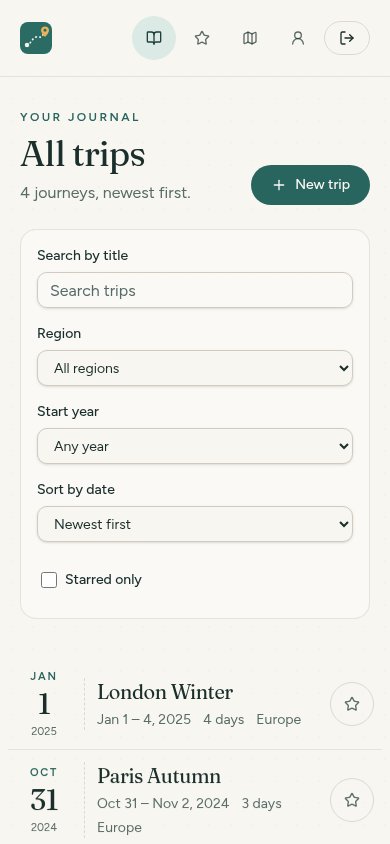 YOUR JOURNAL
All trips
4 journeys, newest first.
New trip
Search by title
Search trips
Region
All regions
Start year
Any year
Sort by date
Newest first
Starred only
JAN
1
2025
London Winter
Jan 1 – 4, 2025 4 days Europe
OCT
31
2024
Paris Autumn
Oct 31 – Nov 2, 2024 3 days
Europe